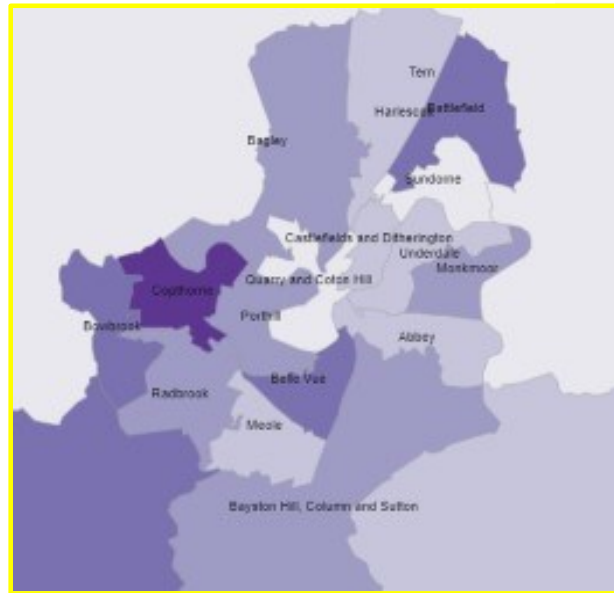 Tern
Harlescott
Battlefield
Bagley
Sundorne
Castlefields and Ditherington
Underdale
Monkmoor
Quarry and Coton Hill
Copthorne
Porthill
Bowbrook
Abbey
Belle Vue
Radbrook
Meole
Bayston Hill, Column and Sutton